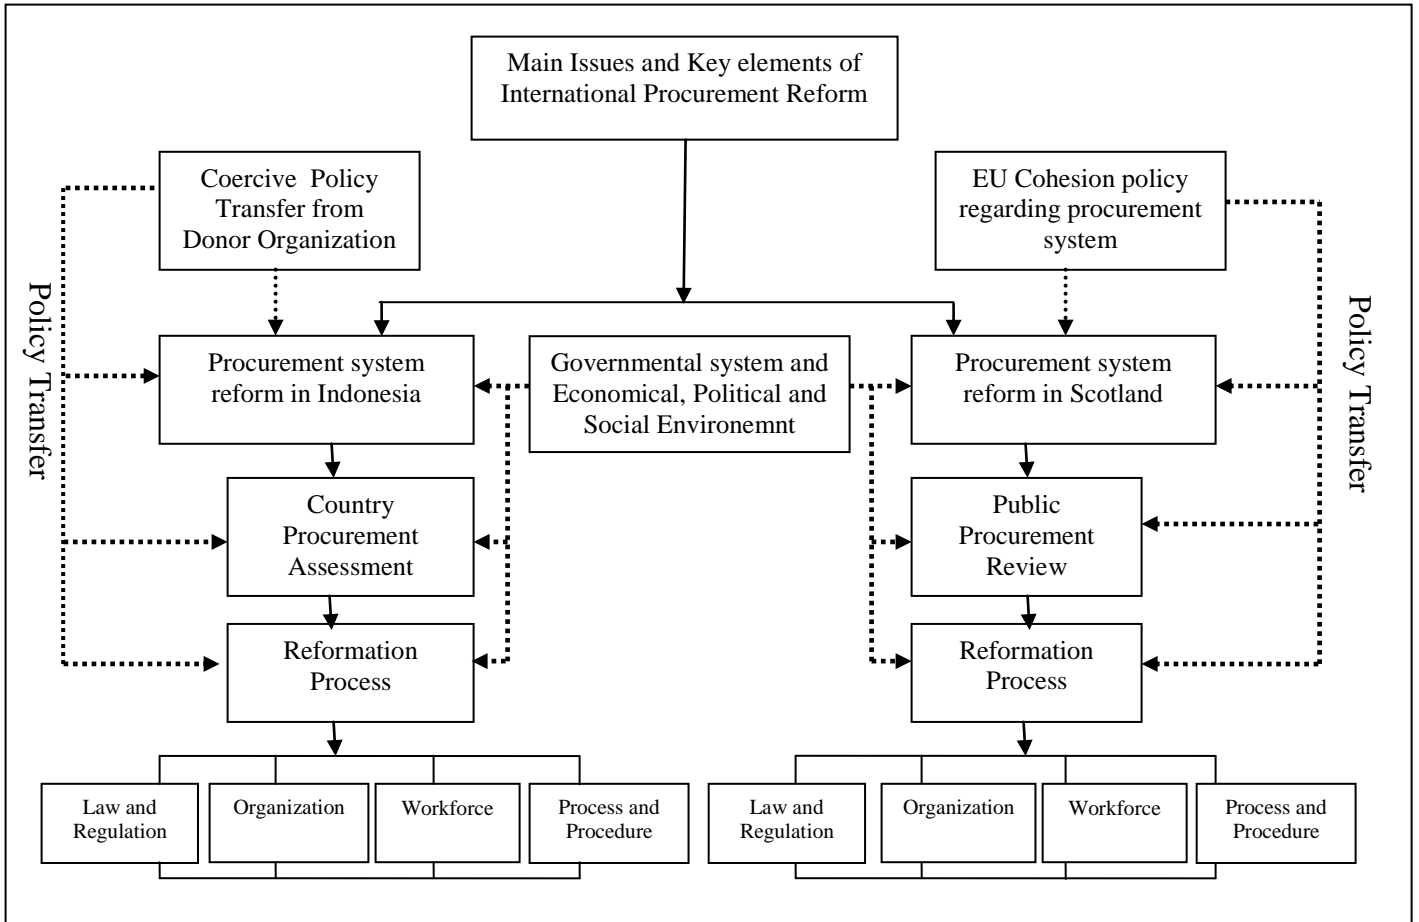 Main Issues and Key elements of
International Procurement Reform
Coercive Policy
Transfer from
Donor Organization
EU Cohesion policy
regarding procurement
system
Policy Transfer
Policy Transfer
Procurement system
reform in Indonesia
Governmental system and
Economical, Political and
Social Environemnt
Procurement system
reform in Scotland
Country
Procurement
Assessment
Public
Procurement
Review
Reformation
Process
Reformation
Process
Law and
Regulation
Organization
Workforce
Process and
Procedure
Law and
Regulation
Organization
Workforce
Process and
Procedure